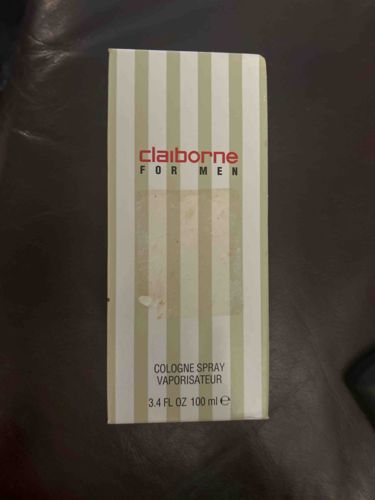 claiborne
FOR MEN
COLOGNE SPRAY
VAPORISATEUR
3.4 FL OZ 100 ml ℮